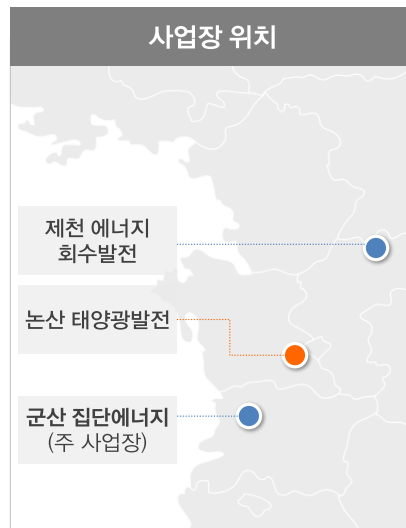 사업장 위치
제천 에너지
회수발전
논산 태양광발전
군산 집단에너지
(주 사업장)